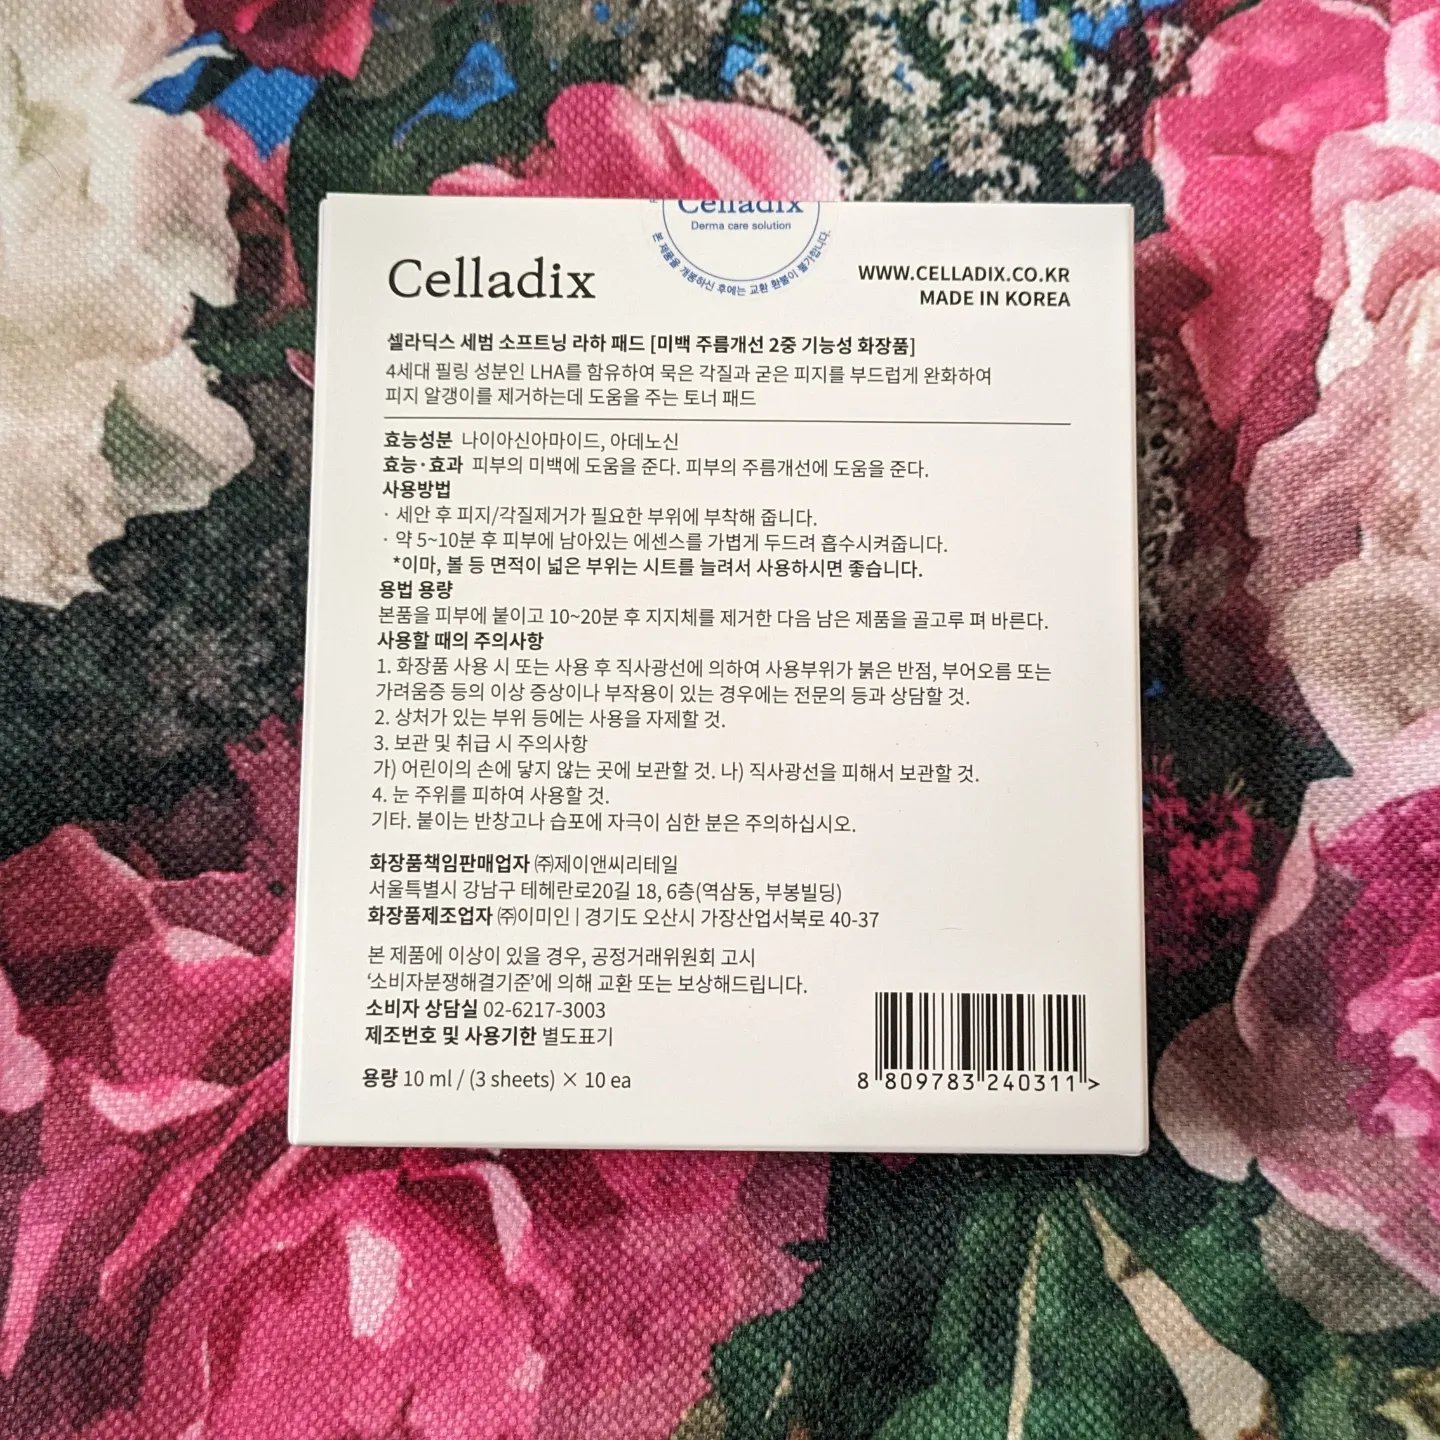 Celladix
Derma care solution
본 제품을 개봉하신 후에는 교환 환불이 불가합니다.
Celladix
WWW.CELLADIX.CO.KR
MADE IN KOREA
셀라딕스 세범 소프트닝 라하 패드 [미백 주름개선 2중 기능성 화장품]
4세대 필링 성분인 LHA를 함유하여 묵은 각질과 굳은 피지를 부드럽게 완화하여
피지 알갱이를 제거하는데 도움을 주는 토너 패드
효능성분 나이아신아마이드, 아데노신
효능·효과 피부의 미백에 도움을 준다. 피부의 주름개선에 도움을 준다.
사용방법
· 세안 후 피지/각질제거가 필요한 부위에 부착해 줍니다.
· 약 5~10분 후 피부에 남아있는 에센스를 가볍게 두드려 흡수시켜줍니다.
*이마, 볼 등 면적이 넓은 부위는 시트를 늘려서 사용하시면 좋습니다.
용법 용량
본품을 피부에 붙이고 10~20분 후 지지체를 제거한 다음 남은 제품을 골고루 펴 바른다.
사용할 때의 주의사항
1. 화장품 사용 시 또는 사용 후 직사광선에 의하여 사용부위가 붉은 반점, 부어오름 또는
가려움증 등의 이상 증상이나 부작용이 있는 경우에는 전문의 등과 상담할 것.
2. 상처가 있는 부위 등에는 사용을 자제할 것.
3. 보관 및 취급 시 주의사항
가) 어린이의 손에 닿지 않는 곳에 보관할 것. 나) 직사광선을 피해서 보관할 것.
4. 눈 주위를 피하여 사용할 것.
기타. 붙이는 반창고나 습포에 자극이 심한 분은 주의하십시오.
화장품책임판매업자 ㈜제이앤씨리테일
서울특별시 강남구 테헤란로20길 18, 6층(역삼동, 부봉빌딩)
화장품제조업자 ㈜이미인 | 경기도 오산시 가장산업서북로 40-37
본 제품에 이상이 있을 경우, 공정거래위원회 고시
‘소비자분쟁해결기준’에 의해 교환 또는 보상해드립니다.
소비자 상담실 02-6217-3003
제조번호 및 사용기한 별도표기
용량 10 ml / (3 sheets) × 10 ea
8 809783 240311 >